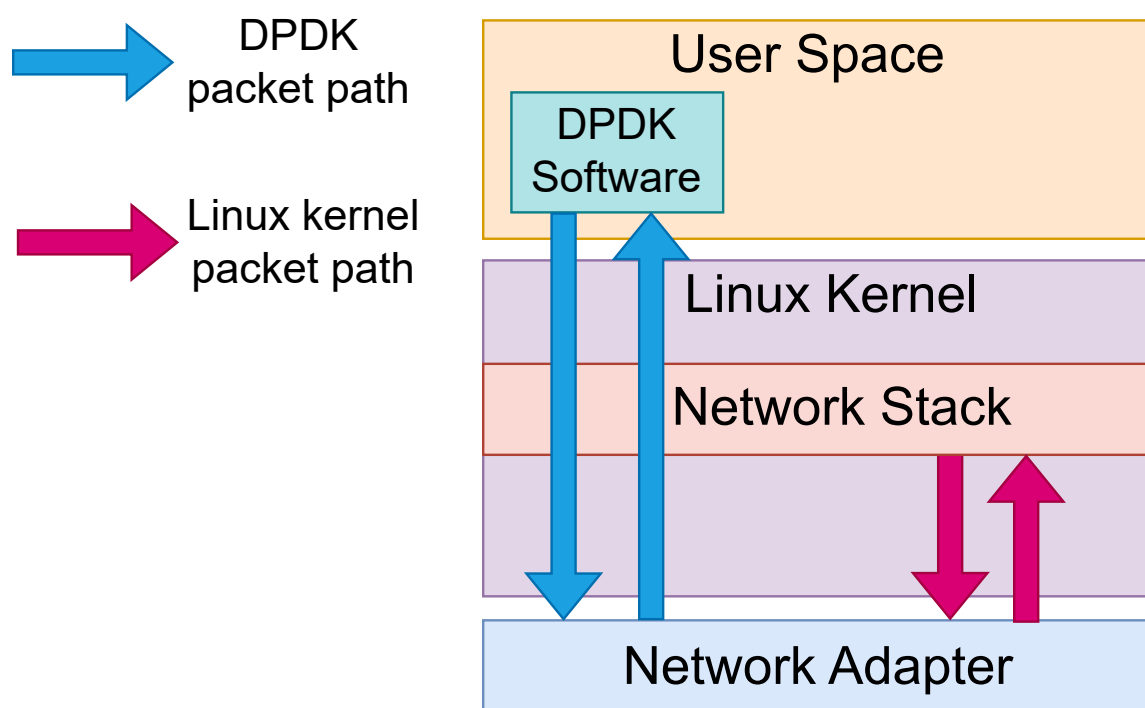 DPDK
packet path
Linux kernel
packet path
User Space
DPDK
Software
Linux Kernel
Network Stack
Network Adapter